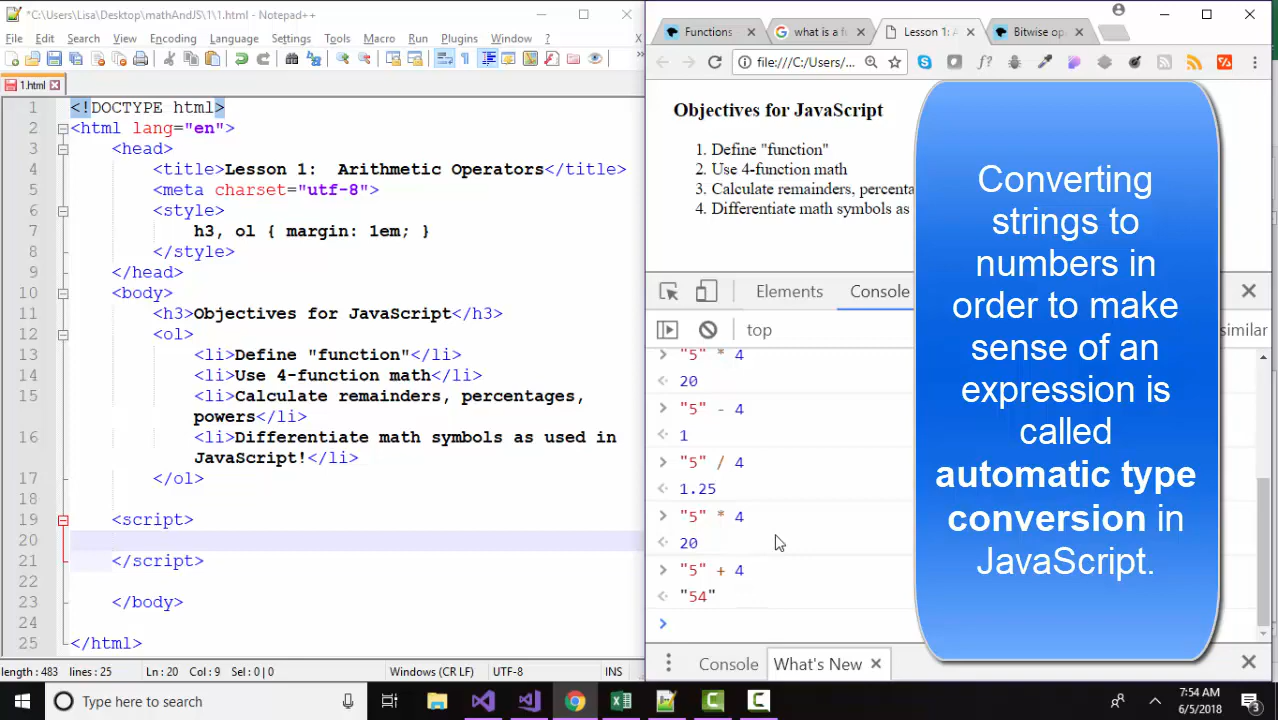 *C:\Users\Lisa\Desktop\mathAndJS\1\1.html - Notepad++
File Edit Search View Encoding Language Settings Tools Macro Run Plugins Window ? X
1.html
1 <!DOCTYPE html>
2 <html lang="en">
3 <head>
4 <title>Lesson 1: Arithmetic Operators</title>
5 <meta charset="utf-8">
6 <style>
7 h3, ol { margin: 1em; }
8 </style>
9 </head>
10 <body>
11 <h3>Objectives for JavaScript</h3>
12 <ol>
13 <li>Define "function"</li>
14 <li>Use 4-function math</li>
15 <li>Calculate remainders, percentages,
powers</li>
16 <li>Differentiate math symbols as used in
JavaScript!</li>
17 </ol>
18
19 <script>
20
21 </script>
22
23 </body>
24
25 </html>
length : 483 lines : 25 Ln : 20 Col : 9 Sel : 0 | 0 Windows (CR LF) UTF-8 INS
Functions what is a fu Lesson 1: A Bitwise op
file:///C:/Users/...
Objectives for JavaScript
1. Define "function"
2. Use 4-function math
3. Calculate remainders, percenta
4. Differentiate math symbols as
Elements Console
top similar
"5" * 4
20
"5" - 4
1
"5" / 4
1.25
"5" * 4
20
"5" + 4
"54"
Console What's New
Converting
strings to
numbers in
order to make
sense of an
expression is
called
automatic type
conversion in
JavaScript.
Type here to search
7:54 AM
6/5/2018
3